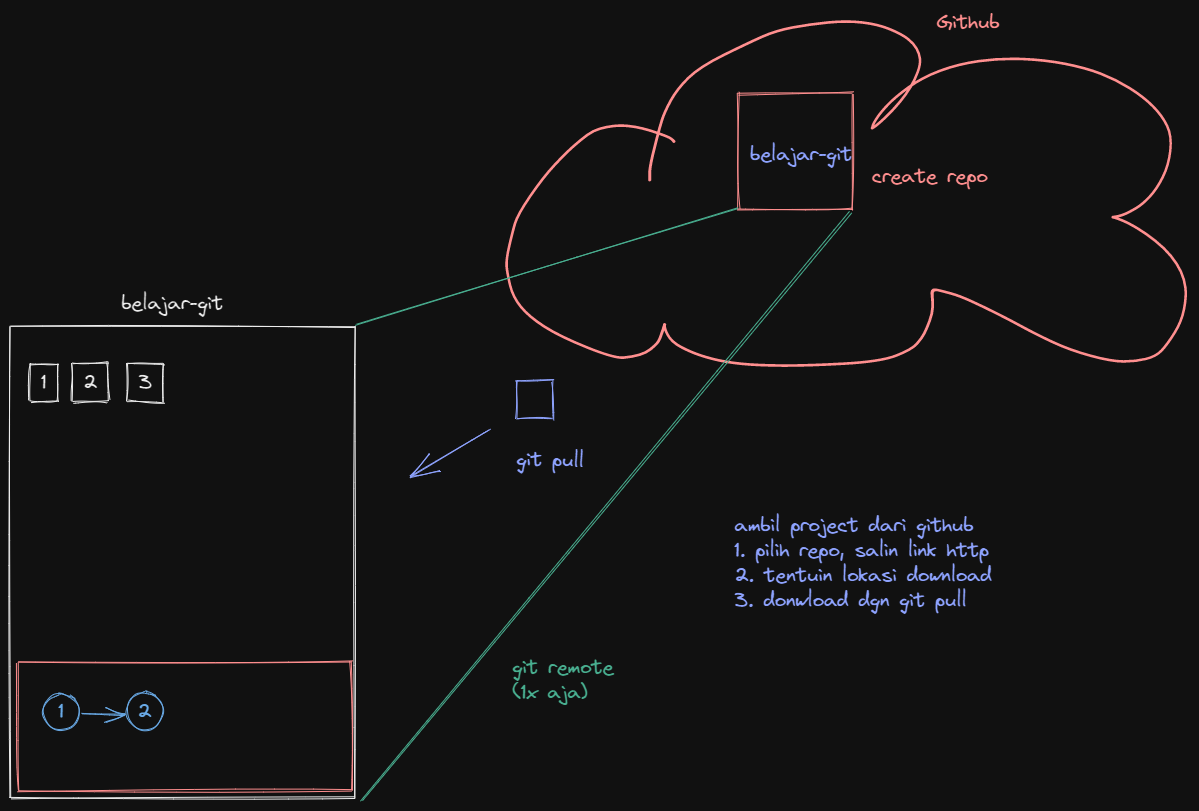 Github
belajar-git
create repo
belajar-git
1 2 3
git pull
ambil project dari github
1. pilih repo, salin link http
2. tentuin lokasi download
3. donwload dgn git pull
git remote
(1x aja)
1 2